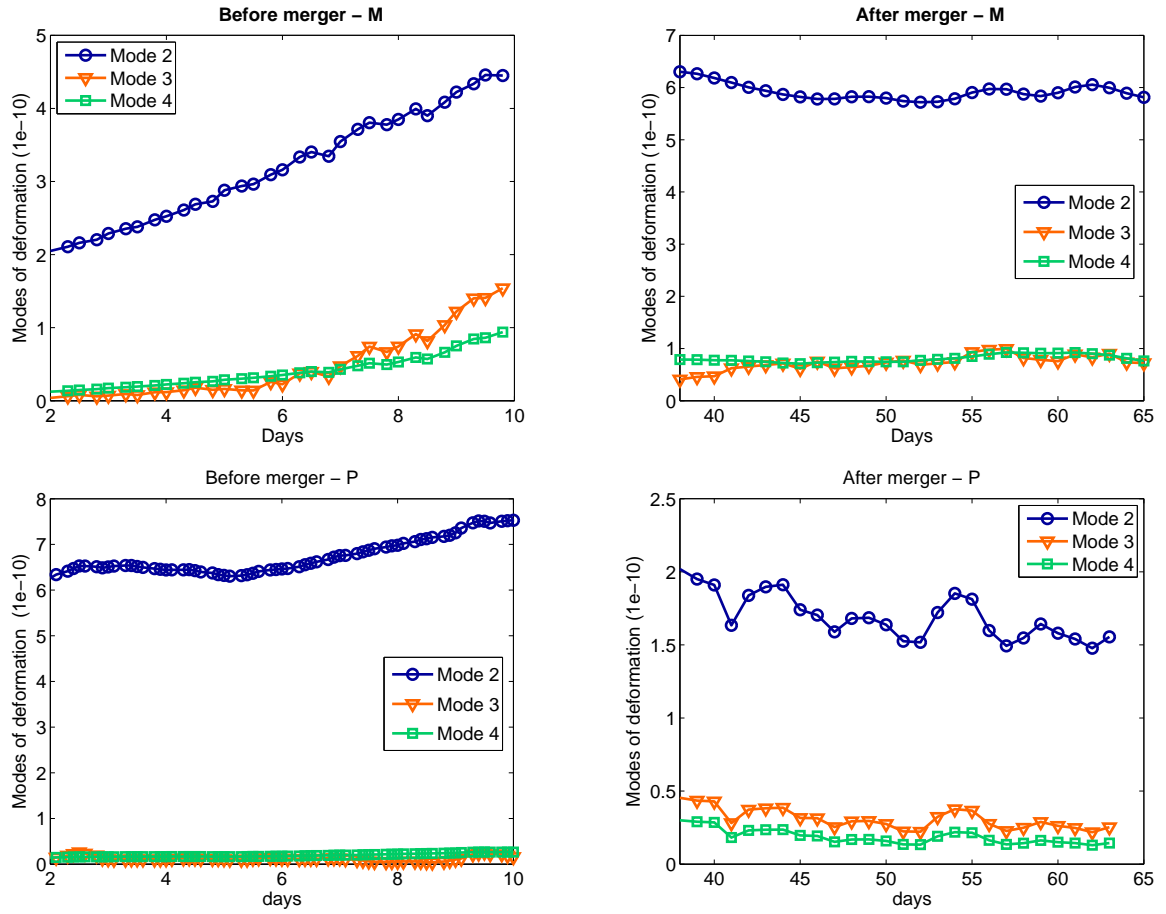 Before merger – M
Modes of deformation (1e−10)
5
4
3
2
1
0
Mode 2
Mode 3
Mode 4
2
4
6
8
10
Days
After merger – M
Modes of deformation (1e−10)
7
6
5
4
3
2
1
0
Mode 2
Mode 3
Mode 4
40
45
50
55
60
65
Days
Before merger – P
Modes of deformation (1e−10)
8
7
6
5
4
3
2
1
0
Mode 2
Mode 3
Mode 4
2
4
6
8
10
days
After merger – P
Modes of deformation (1e−10)
2.5
2
1.5
1
0.5
0
Mode 2
Mode 3
Mode 4
40
45
50
55
60
65
days